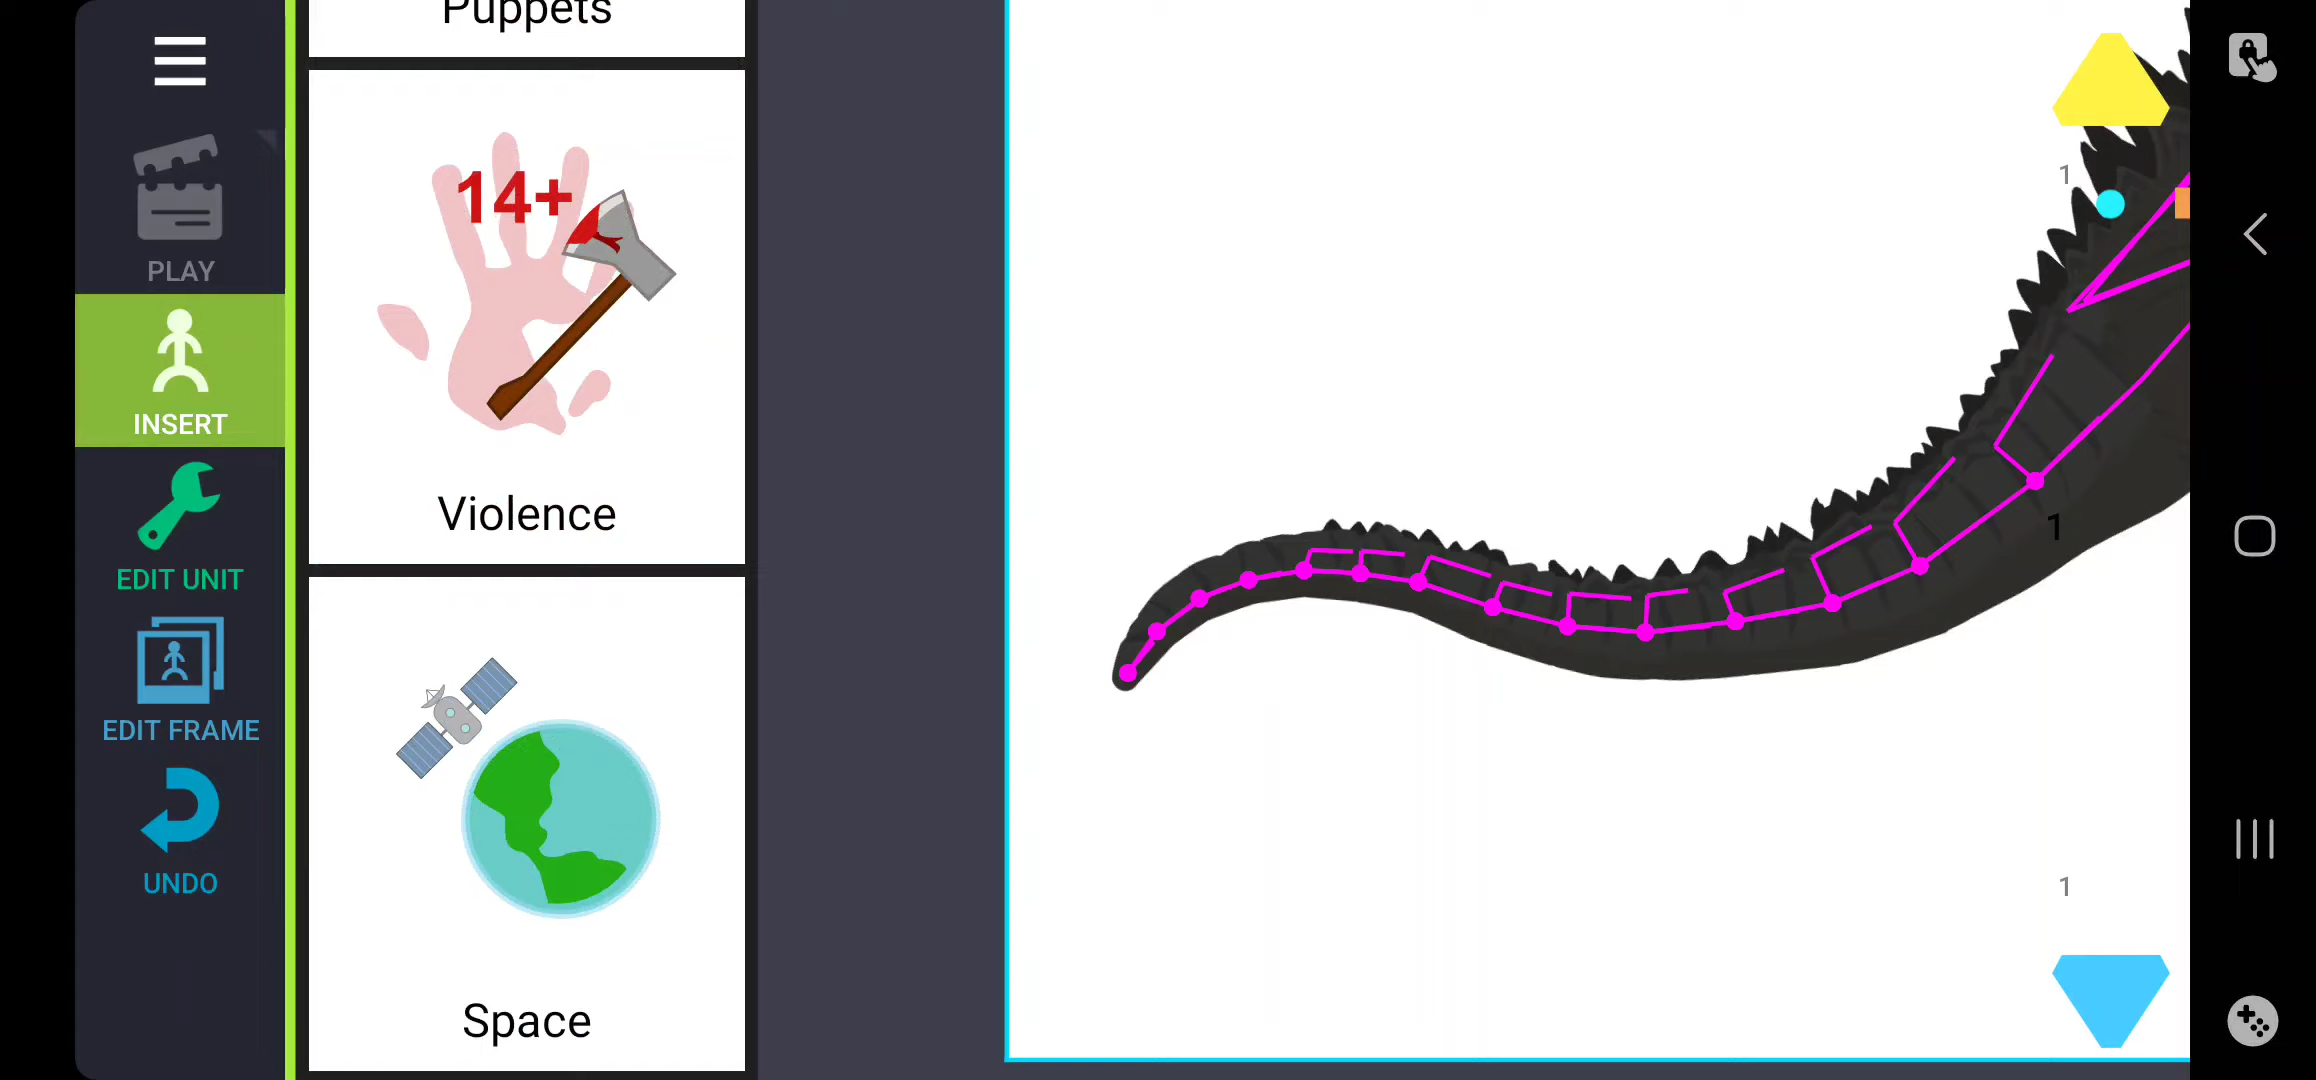 Puppets
PLAY
INSERT
EDIT UNIT
EDIT FRAME
UNDO
14+
Violence
Space
1
1
1